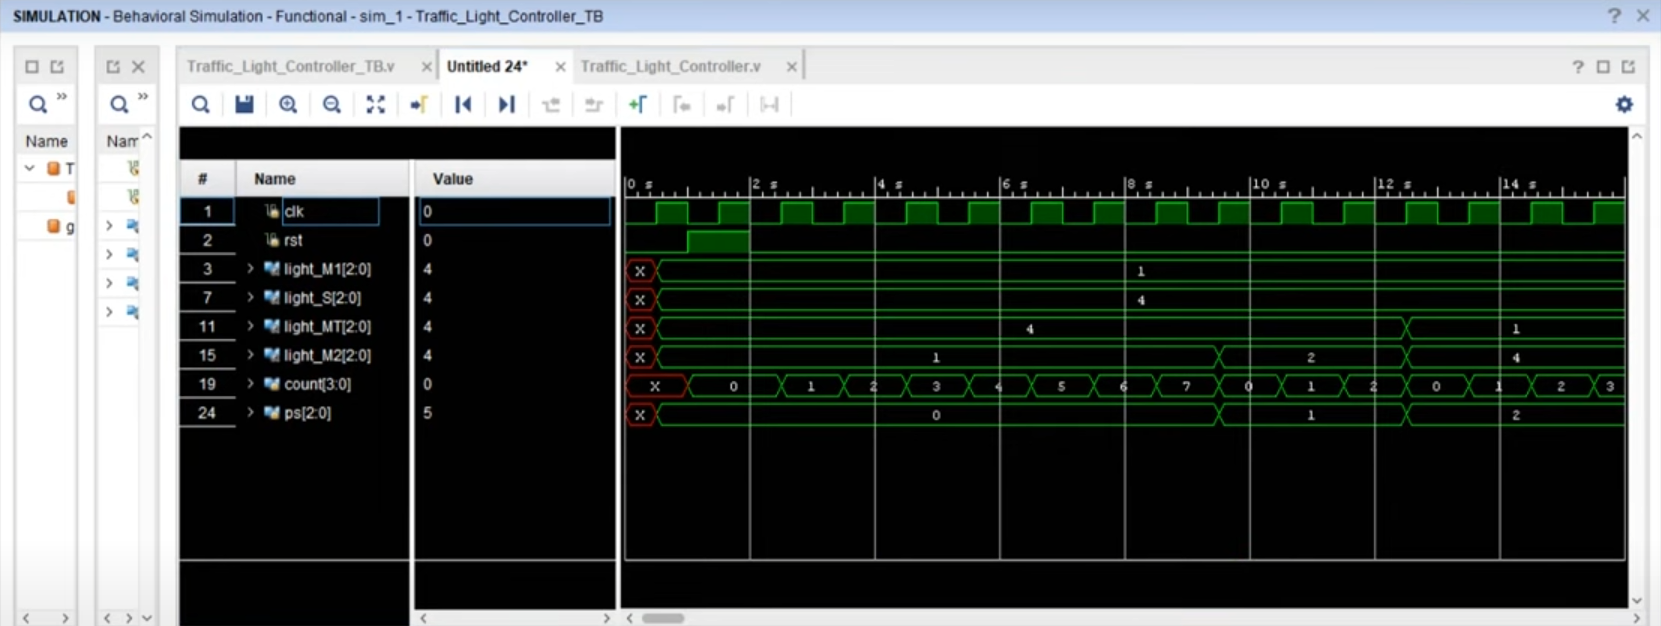 SIMULATION - Behavioral Simulation - Functional - sim_1 - Traffic_Light_Controller_TB
Traffic_Light_Controller_TB.v
Untitled 24*
Traffic_Light_Controller.v
Name
T
g
Nam
# Name Value
0 s 2 s 4 s 6 s 8 s 10 s 12 s 14 s
1 clk 0
2 rst 0
3 light_M1[2:0] 4 X 1
7 light_S[2:0] 4 X 4
11 light_MT[2:0] 4 X 4 1
15 light_M2[2:0] 4 X 1 2 4
19 count[3:0] 0 X 0 1 2 3 4 5 6 7 0 1 2 0 1 2 3
24 ps[2:0] 5 X 0 1 2